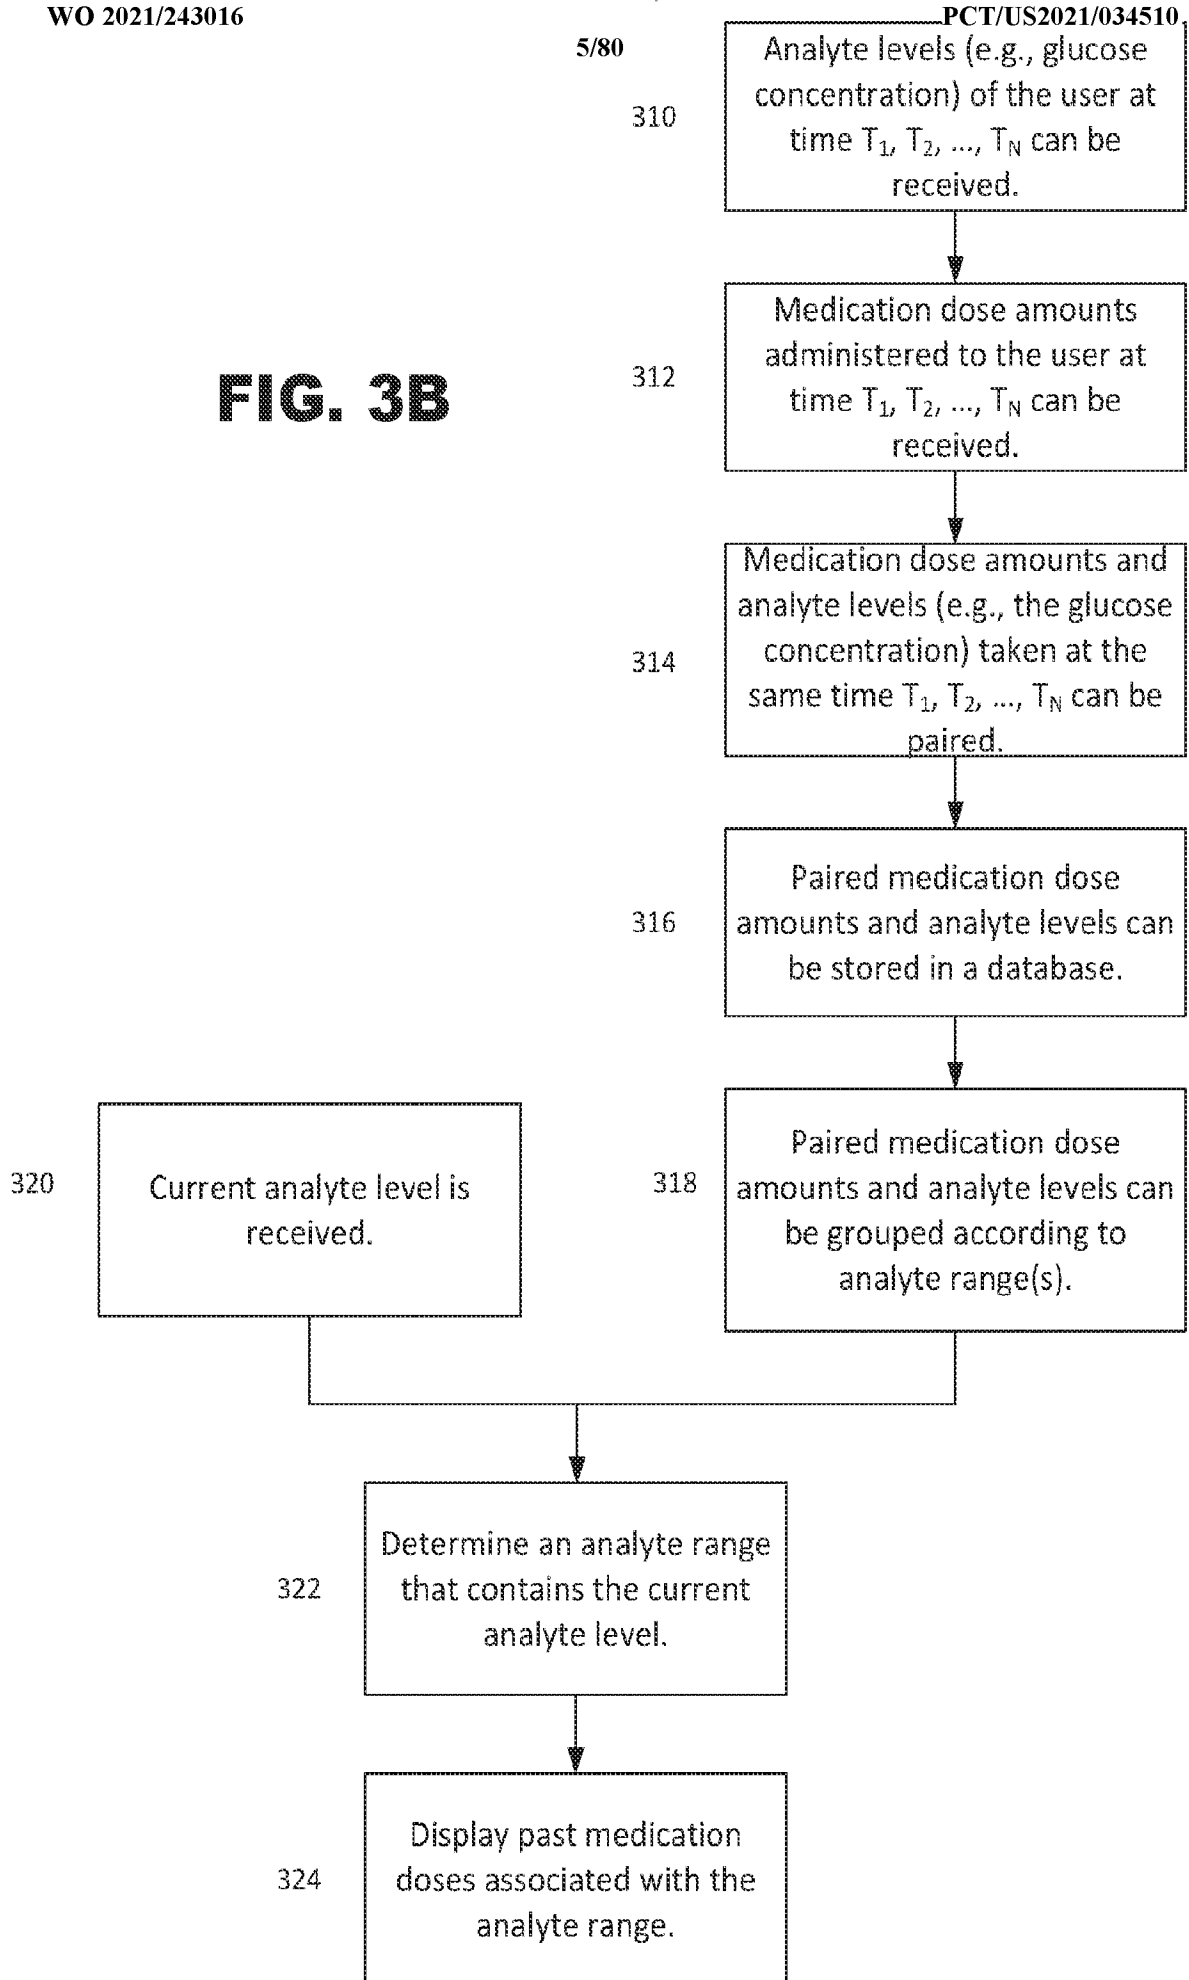 WO 2021/243016
PCT/US2021/034510
5/80
310
Analyte levels (e.g., glucose
concentration) of the user at
time T₁, T₂, ..., T_N can be
received.
312
Medication dose amounts
administered to the user at
time T₁, T₂, ..., T_N can be
received.
FIG. 3B
314
Medication dose amounts and
analyte levels (e.g., the glucose
concentration) taken at the
same time T₁, T₂, ..., T_N can be
paired.
316
Paired medication dose
amounts and analyte levels can
be stored in a database.
318
Paired medication dose
amounts and analyte levels can
be grouped according to
analyte range(s).
320
Current analyte level is
received.
322
Determine an analyte range
that contains the current
analyte level.
324
Display past medication
doses associated with the
analyte range.